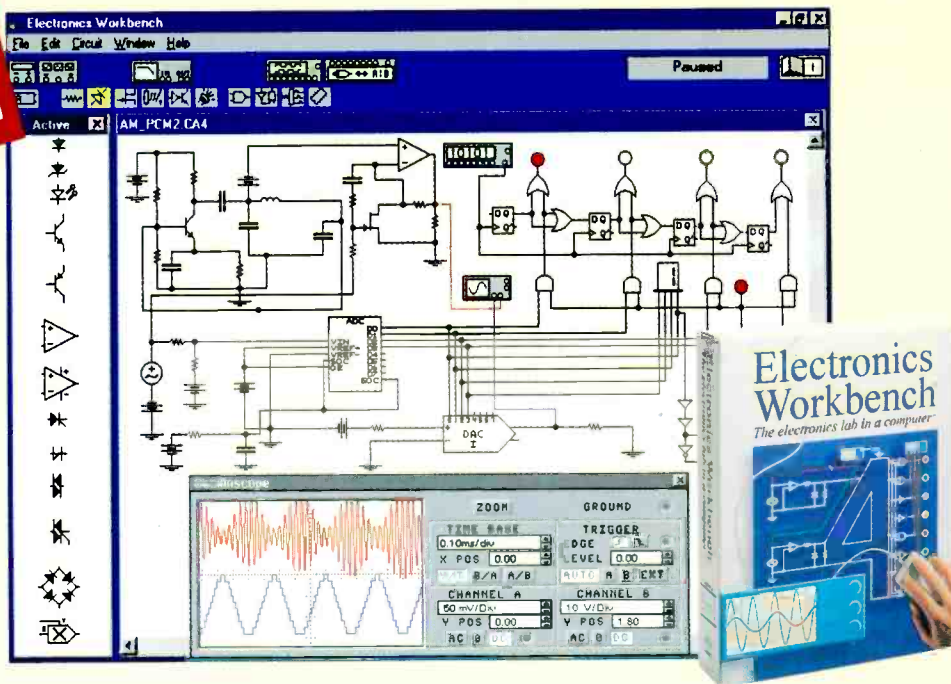 Electronics Workbench
File Edit Circuit Window Help
Paused
Active
AM_PCM2.CA4
10101
D Q
D Q
D Q
D Q
ADC
DAC
I
Electronics
Workbench
The electronics lab in a computer
ZOOM
GROUND
TIME BASE
TRIGGER
0.10ms/div
EDGE
X POS 0.00
LEVEL 0.00
B/A A/B
AUTO A B EXT
CHANNEL A
CHANNEL B
50 mV/Div
10 V/Div
Y POS 0.00
Y POS 1.80
AC 0 DC
AC 0 DC